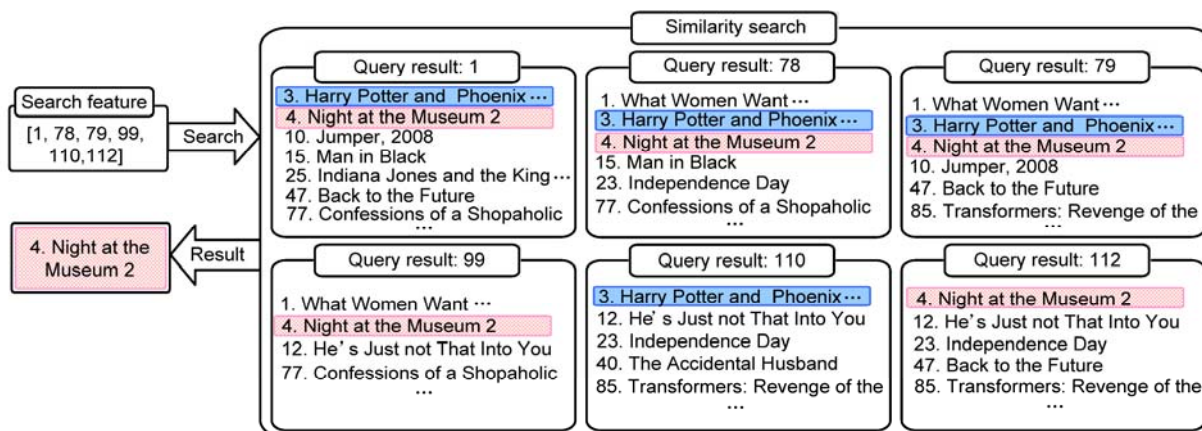 Similarity search
Search feature
[1, 78, 79, 99,
110,112]
Search
Query result: 1
3. Harry Potter and Phoenix ...
4. Night at the Museum 2
10. Jumper, 2008
15. Man in Black
25. Indiana Jones and the King ...
47. Back to the Future
77. Confessions of a Shopaholic
...
Query result: 78
1. What Women Want ...
3. Harry Potter and Phoenix ...
4. Night at the Museum 2
15. Man in Black
23. Independence Day
77. Confessions of a Shopaholic
...
Query result: 79
1. What Women Want ...
3. Harry Potter and Phoenix ...
4. Night at the Museum 2
10. Jumper, 2008
47. Back to the Future
85. Transformers: Revenge of the
...
4. Night at the
Museum 2
Result
Query result: 99
1. What Women Want ...
4. Night at the Museum 2
12. He's Just not That Into You
77. Confessions of a Shopaholic
...
Query result: 110
3. Harry Potter and Phoenix ...
12. He's Just not That Into You
23. Independence Day
40. The Accidental Husband
85. Transformers: Revenge of the
...
Query result: 112
4. Night at the Museum 2
12. He's Just not That Into You
23. Independence Day
47. Back to the Future
85. Transformers: Revenge of the
...